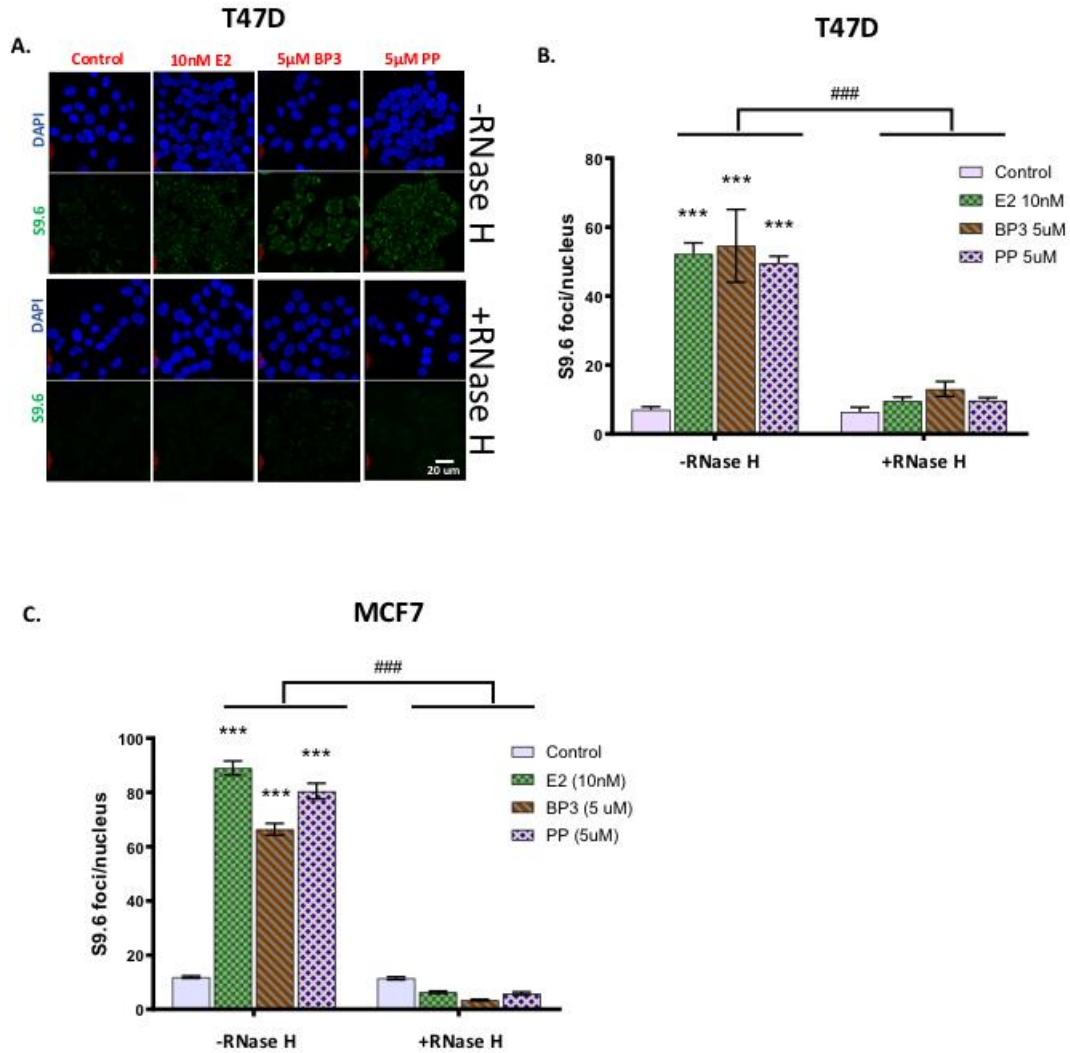 T47D
A.
Control 10nM E2 5µM BP3 5µM PP
DAPI
S9.6
-RNase H
DAPI
S9.6
+RNase H
20 um
T47D
B.
###
S9.6 foci/nucleus
80
60
40
20
0
***
***
***
Control
E2 10nM
BP3 5uM
PP 5uM
-RNase H +RNase H
MCF7
C.
###
S9.6 foci/nucleus
100
80
60
40
20
0
***
***
***
Control
E2 (10nM)
BP3 (5 uM)
PP (5uM)
-RNase H +RNase H